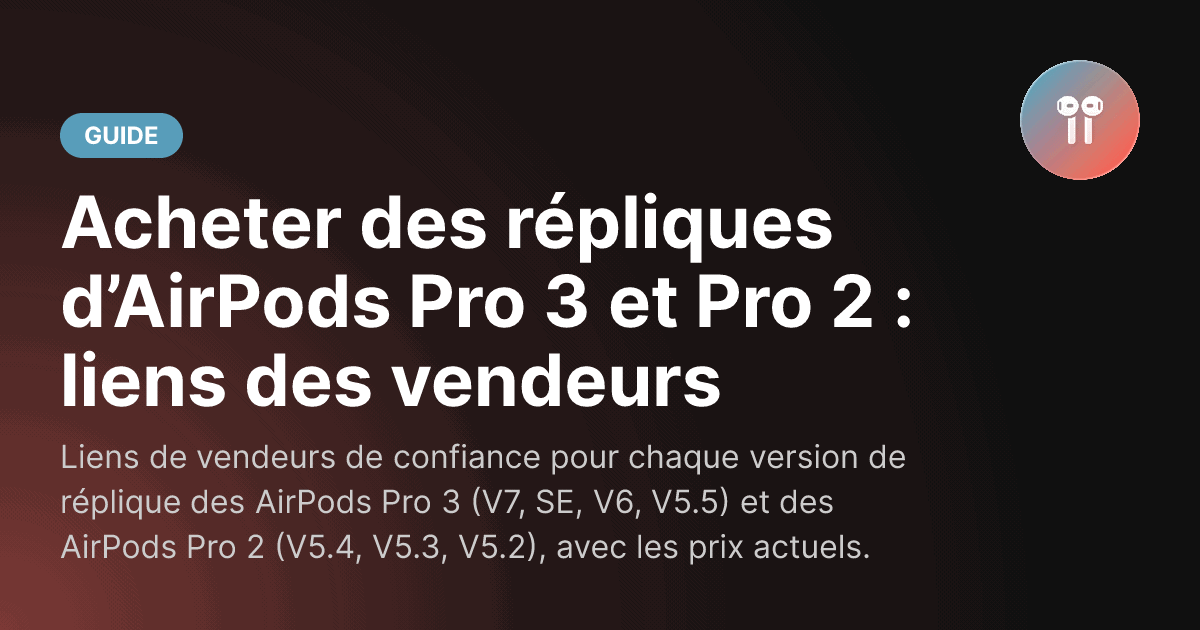 GUIDE
Acheter des répliques
d’AirPods Pro 3 et Pro 2 :
liens des vendeurs
Liens de vendeurs de confiance pour chaque version de
réplique des AirPods Pro 3 (V7, SE, V6, V5.5) et des
AirPods Pro 2 (V5.4, V5.3, V5.2), avec les prix actuels.